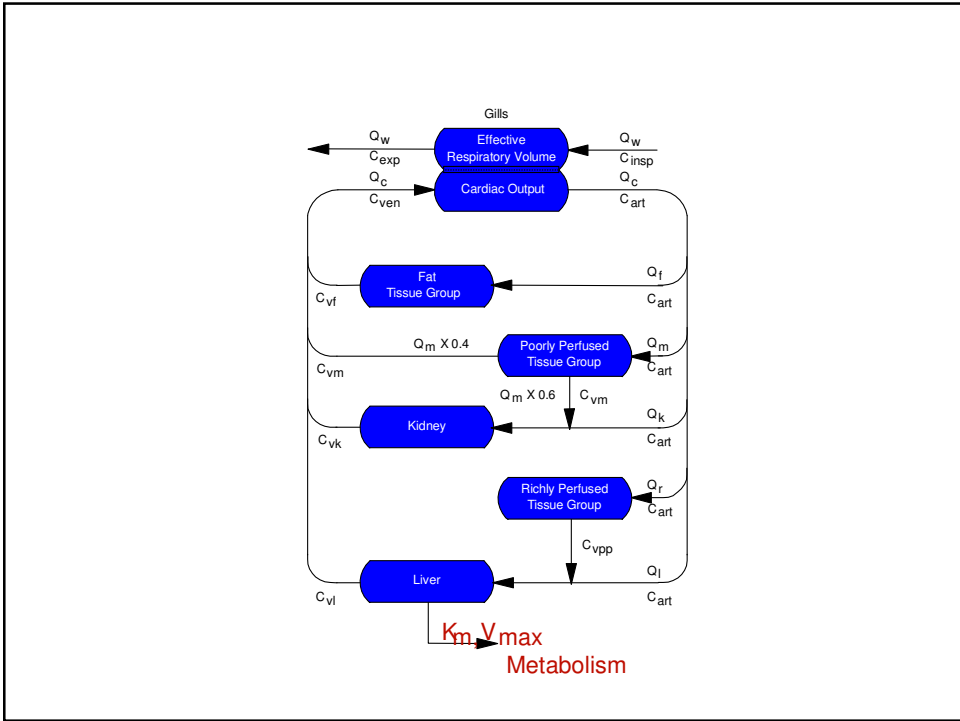 Gills
Q_w
Effective
Respiratory Volume
Q_w
C_exp
C_insp
Q_c
Cardiac Output
Q_c
C_ven
C_art
Fat
Tissue Group
Q_f
C_vf
C_art
Q_m X 0.4
Poorly Perfused
Tissue Group
Q_m
C_vm
C_art
Q_m X 0.6
C_vm
Kidney
Q_k
C_vk
C_art
Richly Perfused
Tissue Group
Q_r
C_art
C_vpp
Liver
Q_l
C_vl
C_art
K_m, V_max
Metabolism